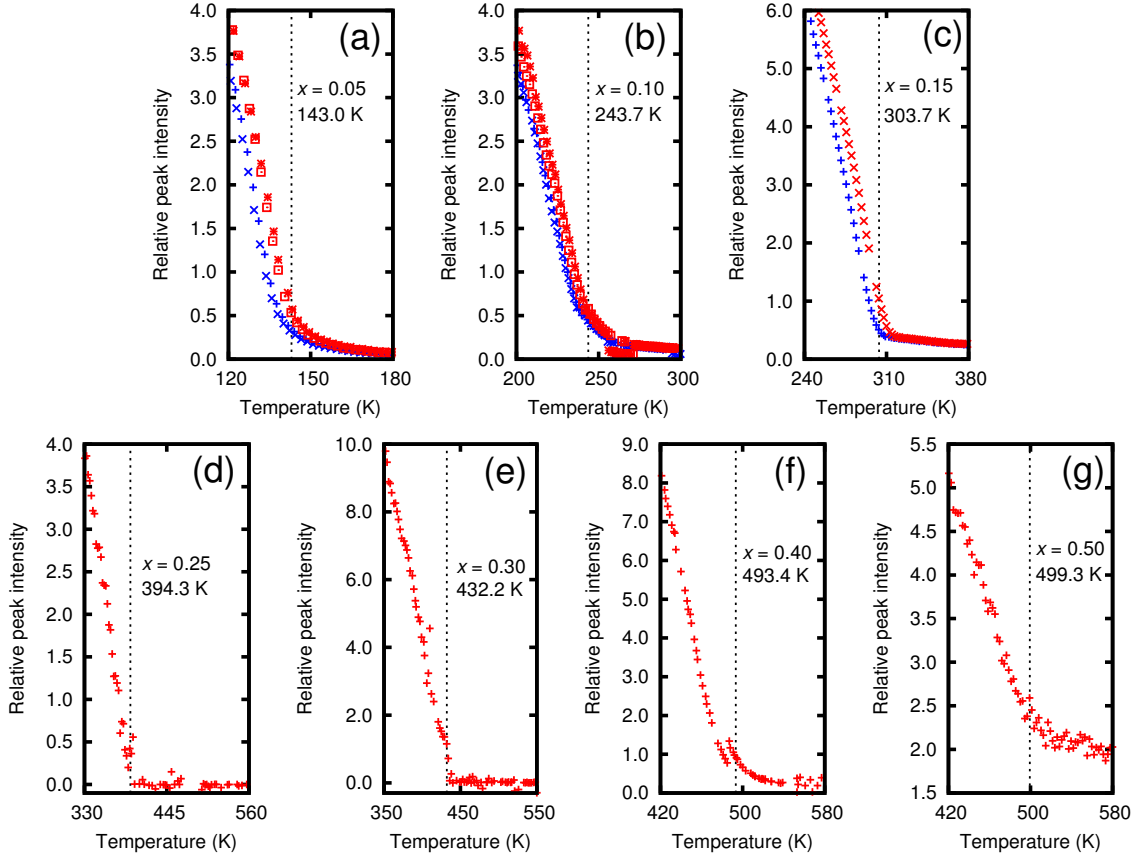 (a)
x = 0.05
143.0 K
Relative peak intensity
4.0
3.5
3.0
2.5
2.0
1.5
1.0
0.5
0.0
120 150 180
Temperature (K)
(b)
x = 0.10
243.7 K
Relative peak intensity
4.0
3.5
3.0
2.5
2.0
1.5
1.0
0.5
0.0
200 250 300
Temperature (K)
(c)
x = 0.15
303.7 K
Relative peak intensity
6.0
5.0
4.0
3.0
2.0
1.0
0.0
240 310 380
Temperature (K)
(d)
x = 0.25
394.3 K
Relative peak intensity
4.0
3.5
3.0
2.5
2.0
1.5
1.0
0.5
0.0
330 445 560
Temperature (K)
(e)
x = 0.30
432.2 K
Relative peak intensity
10.0
8.0
6.0
4.0
2.0
0.0
350 450 550
Temperature (K)
(f)
x = 0.40
493.4 K
Relative peak intensity
9.0
8.0
7.0
6.0
5.0
4.0
3.0
2.0
1.0
0.0
420 500 580
Temperature (K)
(g)
x = 0.50
499.3 K
Relative peak intensity
5.5
5.0
4.5
4.0
3.5
3.0
2.5
2.0
1.5
420 500 580
Temperature (K)